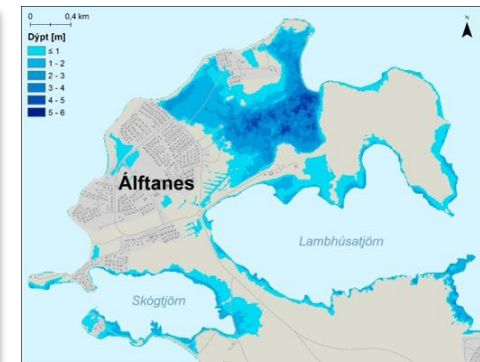 0 0,4 km
N
Dýpt [m]
≤ 1
1 - 2
2 - 3
3 - 4
4 - 5
5 - 6
Álftanes
Lambhúsatjörn
Skógtjörn